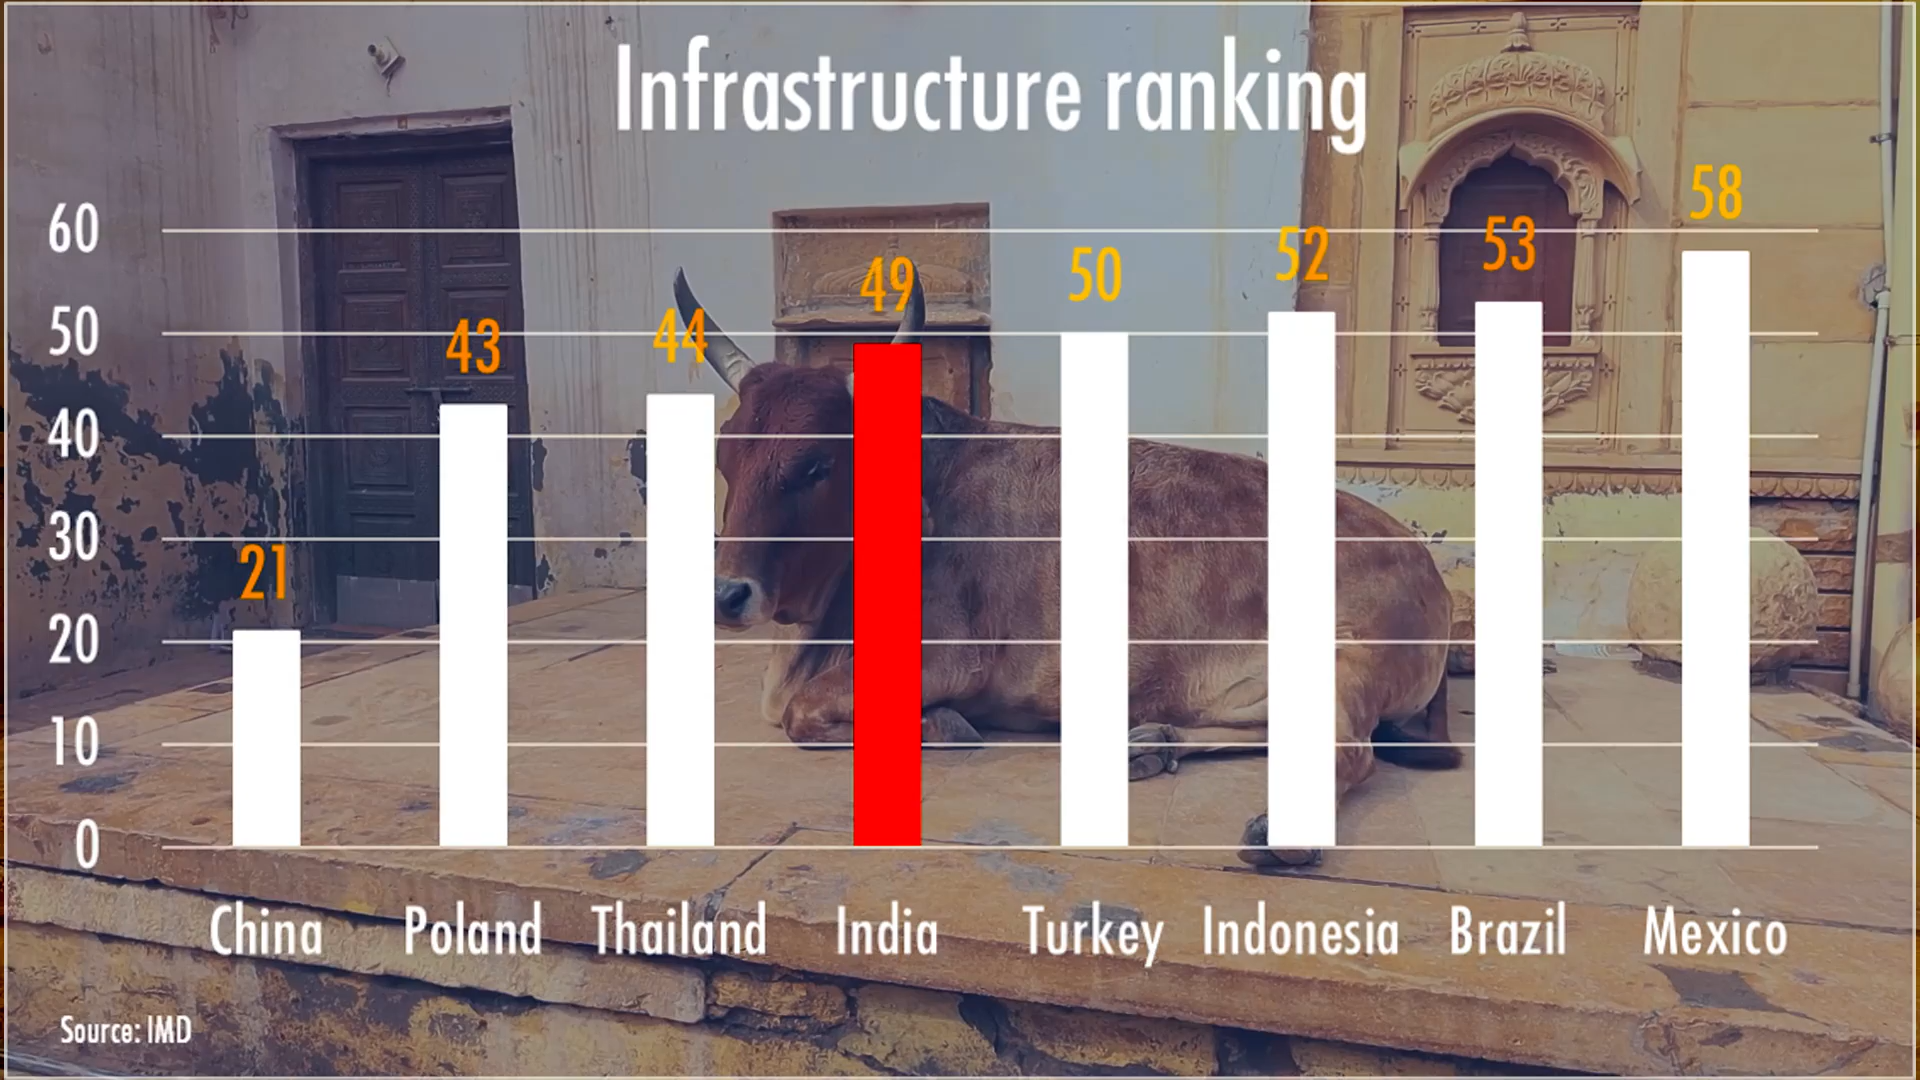 Infrastructure ranking
60
50
40
30
20
10
0
21
43
44
49
50
52
53
58
China
Poland
Thailand
India
Turkey
Indonesia
Brazil
Mexico
Source: IMD